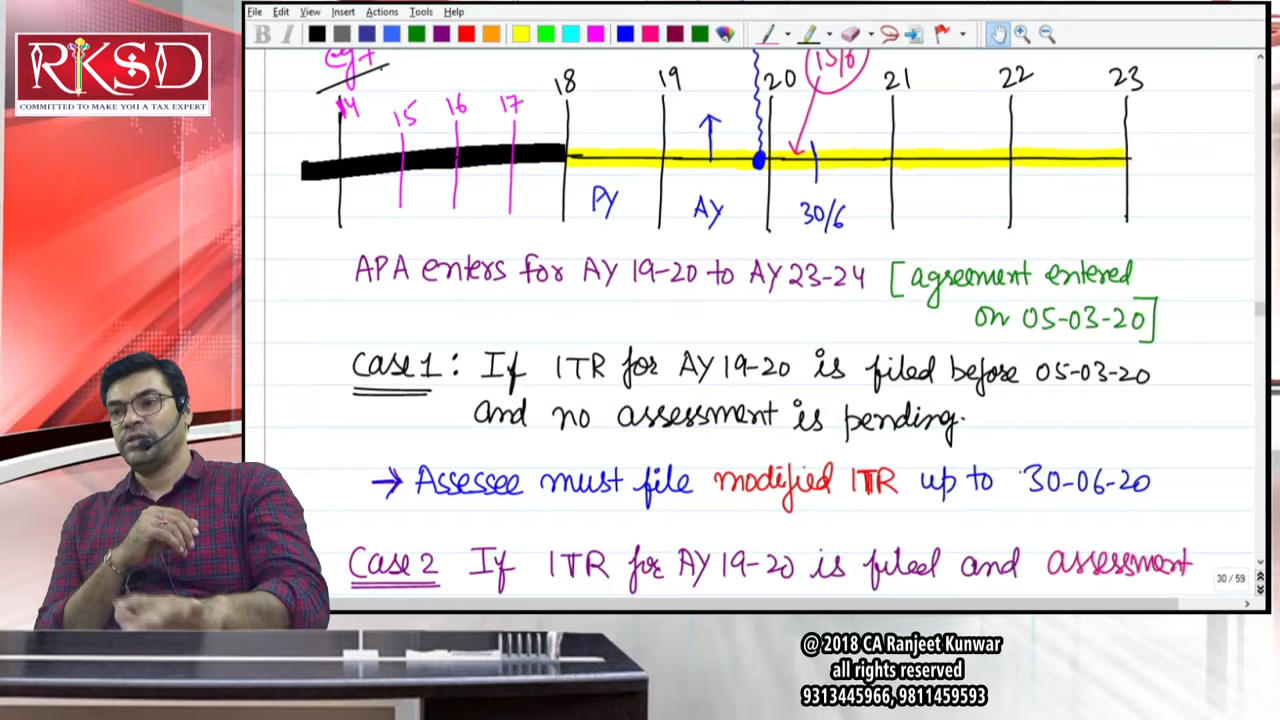 File Edit View Insert Actions Tools Help
B I
RKSD
COMMITTED TO MAKE YOU A TAX EXPERT
15/6
14 15 16 17 18 19 20 21 22 23
PY AY 30/6
APA enters for AY 19-20 to AY 23-24 [agreement entered
on 05-03-20]
Case 1: If ITR for AY 19-20 is filed before 05-03-20
and no assessment is pending.
→ Assessee must file modified ITR up to 30-06-20
Case 2 If ITR for AY 19-20 is filed and assessment
30 / 59
@ 2018 CA Ranjeet Kunwar
all rights reserved
9313445966, 9811459593